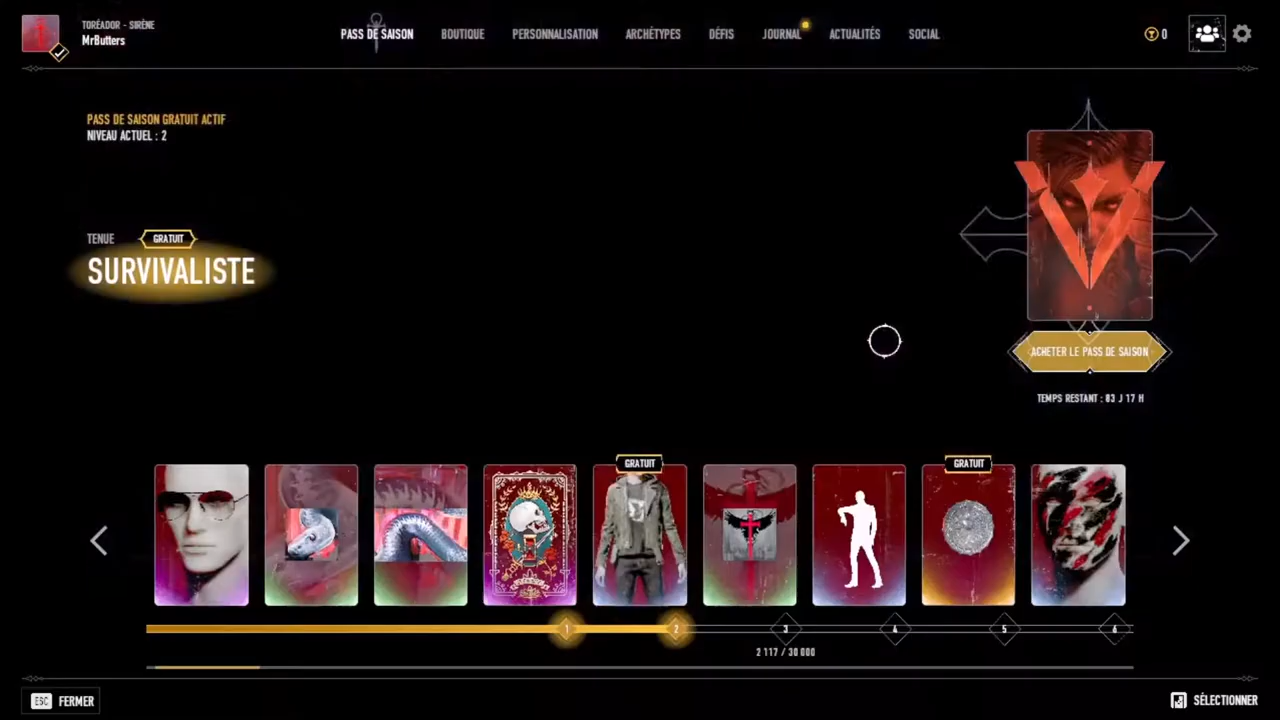 TORÉADOR - SIRÈNE
MrButters
PASS DE SAISON
BOUTIQUE
PERSONNALISATION
ARCHÉTYPES
DÉFIS
JOURNAL
ACTUALITÉS
SOCIAL
0
PASS DE SAISON GRATUIT ACTIF
NIVEAU ACTUEL : 2
TENUE
GRATUIT
SURVIVALISTE
ACHETER LE PASS DE SAISON
TEMPS RESTANT : 83 J 17 H
GRATUIT
GRATUIT
1
2
3
4
5
6
2 117 / 30 000
ESC FERMER
SÉLECTIONNER